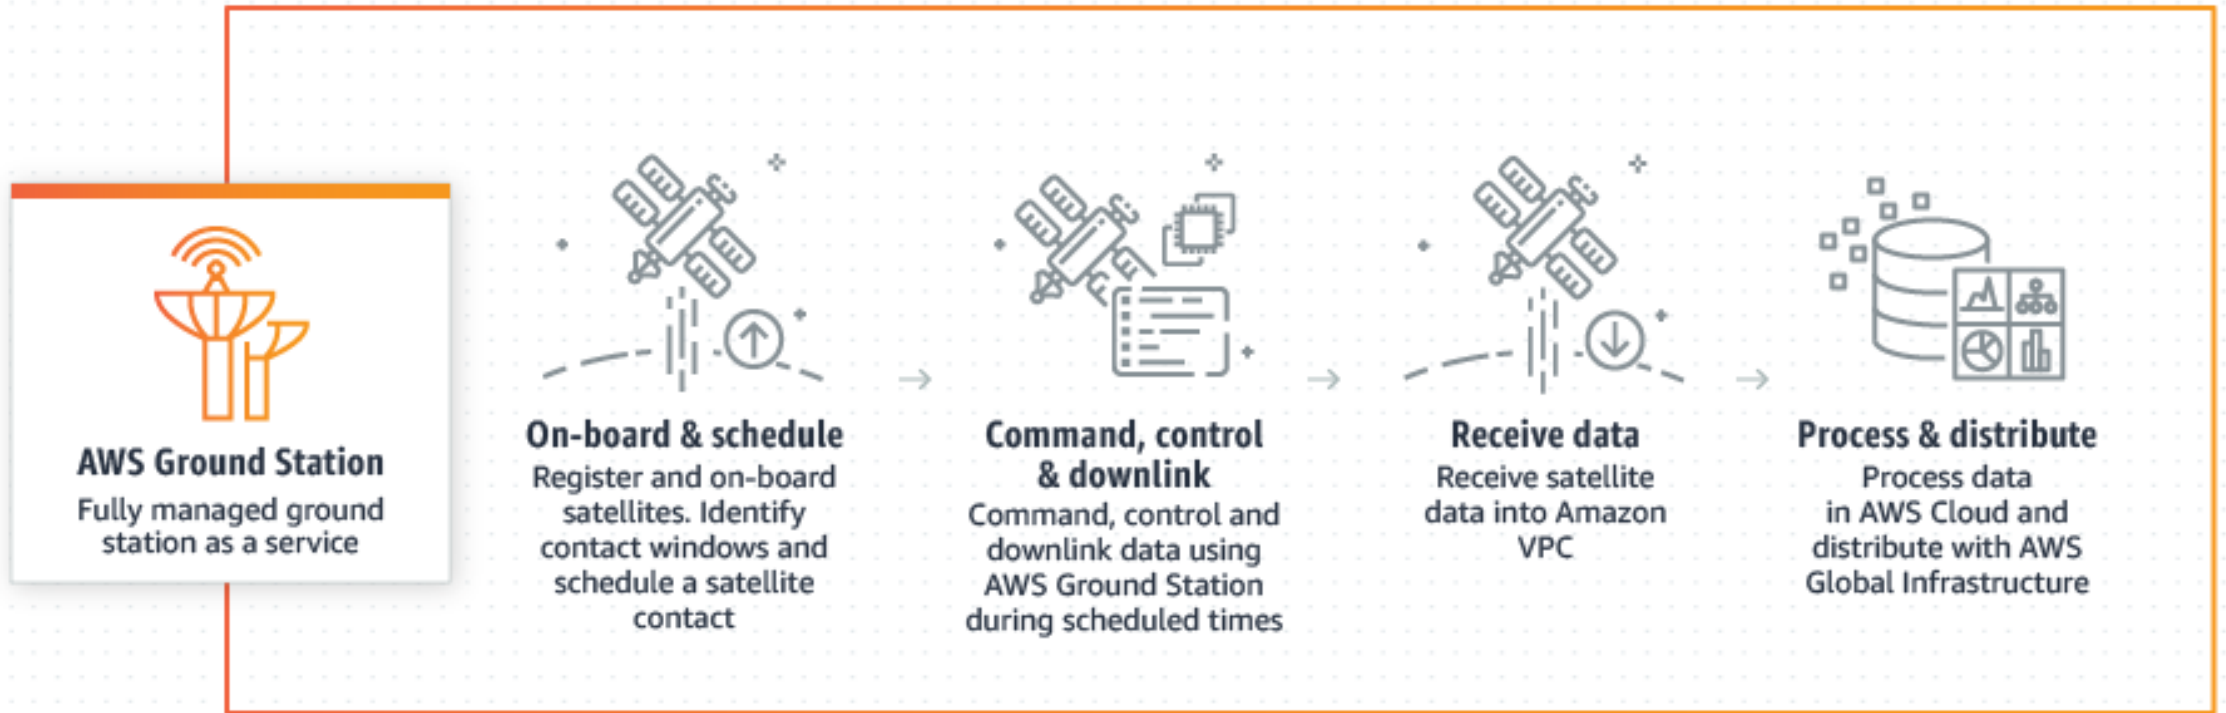 AWS Ground Station
Fully managed ground
station as a service
On-board & schedule
Register and on-board
satellites. Identify
contact windows and
schedule a satellite
contact
Command, control
& downlink
Command, control and
downlink data using
AWS Ground Station
during scheduled times
Receive data
Receive satellite
data into Amazon
VPC
Process & distribute
Process data
in AWS Cloud and
distribute with AWS
Global Infrastructure